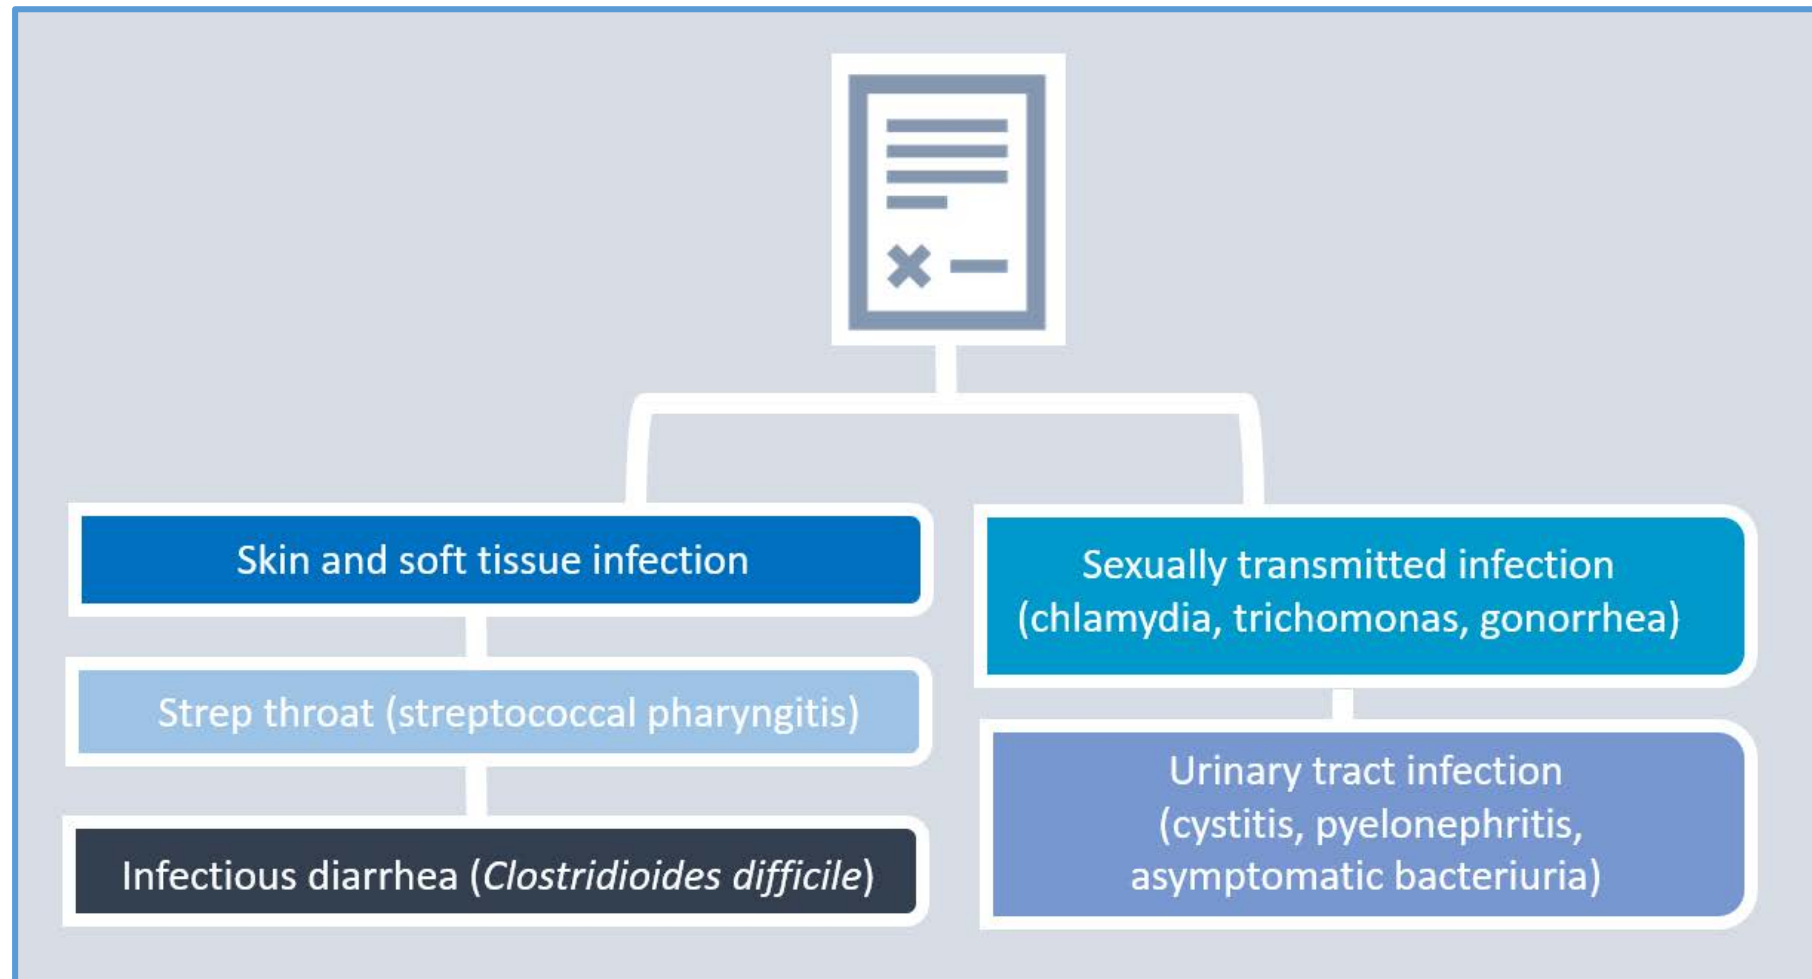 Skin and soft tissue infection
Strep throat (streptococcal pharyngitis)
Infectious diarrhea (Clostridioides difficile)
Sexually transmitted infection
(chlamydia, trichomonas, gonorrhea)
Urinary tract infection
(cystitis, pyelonephritis,
asymptomatic bacteriuria)